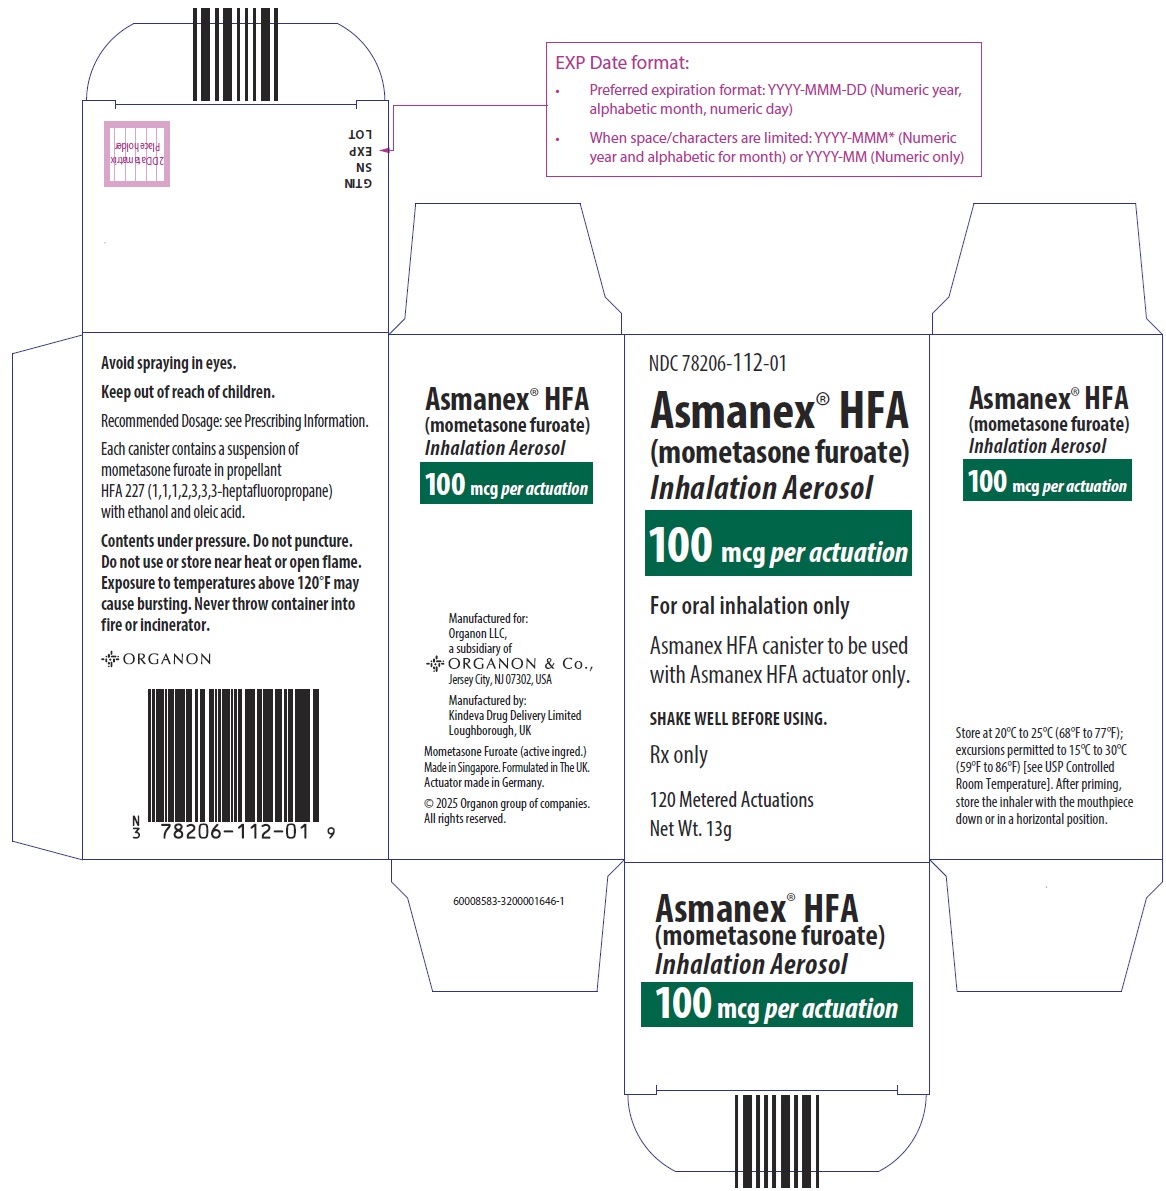 EXP Date format:
• Preferred expiration format: YYYY-MMM-DD (Numeric year,
alphabetic month, numeric day)
• When space/characters are limited: YYYY-MMM* (Numeric
year and alphabetic for month) or YYYY-MM (Numeric only)
2D Data matrix
Place holder
GTIN
SN
EXP
LOT
Avoid spraying in eyes.
Keep out of reach of children.
Recommended Dosage: see Prescribing Information.
Each canister contains a suspension of
mometasone furoate in propellant
HFA 227 (1,1,1,2,3,3,3-heptafluoropropane)
with ethanol and oleic acid.
Contents under pressure. Do not puncture.
Do not use or store near heat or open flame.
Exposure to temperatures above 120°F may
cause bursting. Never throw container into
fire or incinerator.
ORGANON
N
3 78206-112-01 9
Asmanex® HFA
(mometasone furoate)
Inhalation Aerosol
100 mcg per actuation
Manufactured for:
Organon LLC,
a subsidiary of
ORGANON & Co.,
Jersey City, NJ 07302, USA
Manufactured by:
Kindeva Drug Delivery Limited
Loughborough, UK
Mometasone Furoate (active ingred.)
Made in Singapore. Formulated in The UK.
Actuator made in Germany.
© 2025 Organon group of companies.
All rights reserved.
60008583-3200001646-1
NDC 78206-112-01
Asmanex® HFA
(mometasone furoate)
Inhalation Aerosol
100 mcg per actuation
For oral inhalation only
Asmanex HFA canister to be used
with Asmanex HFA actuator only.
SHAKE WELL BEFORE USING.
Rx only
120 Metered Actuations
Net Wt. 13g
Asmanex® HFA
(mometasone furoate)
Inhalation Aerosol
100 mcg per actuation
Asmanex® HFA
(mometasone furoate)
Inhalation Aerosol
100 mcg per actuation
Store at 20°C to 25°C (68°F to 77°F);
excursions permitted to 15°C to 30°C
(59°F to 86°F) [see USP Controlled
Room Temperature]. After priming,
store the inhaler with the mouthpiece
down or in a horizontal position.